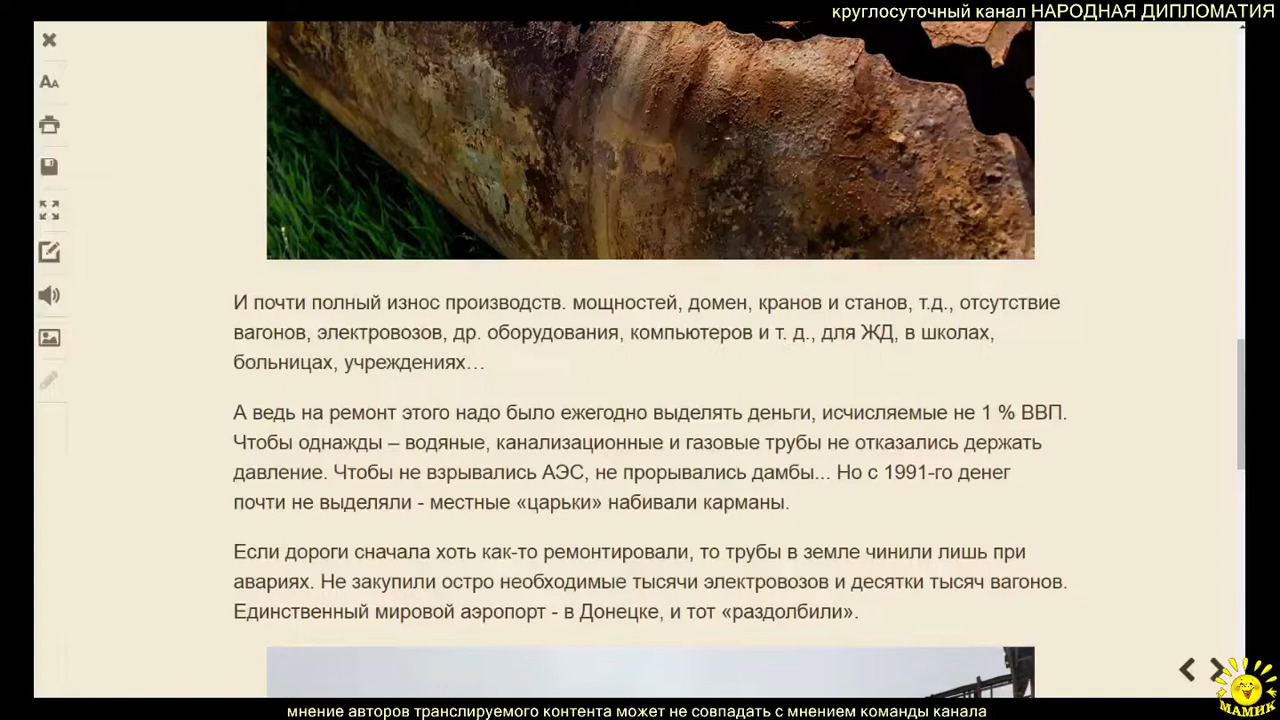 круглосуточный канал НАРОДНАЯ ДИПЛОМАТИЯ
И почти полный износ производств. мощностей, домен, кранов и станов, т.д., отсутствие
вагонов, электровозов, др. оборудования, компьютеров и т. д., для ЖД, в школах,
больницах, учреждениях…
А ведь на ремонт этого надо было ежегодно выделять деньги, исчисляемые не 1 % ВВП.
Чтобы однажды – водяные, канализационные и газовые трубы не отказались держать
давление. Чтобы не взрывались АЭС, не прорывались дамбы... Но с 1991-го денег
почти не выделяли - местные «царьки» набивали карманы.
Если дороги сначала хоть как-то ремонтировали, то трубы в земле чинили лишь при
авариях. Не закупили остро необходимые тысячи электровозов и десятки тысяч вагонов.
Единственный мировой аэропорт - в Донецке, и тот «раздолбили».
МАМИК
мнение авторов транслируемого контента может не совпадать с мнением команды канала